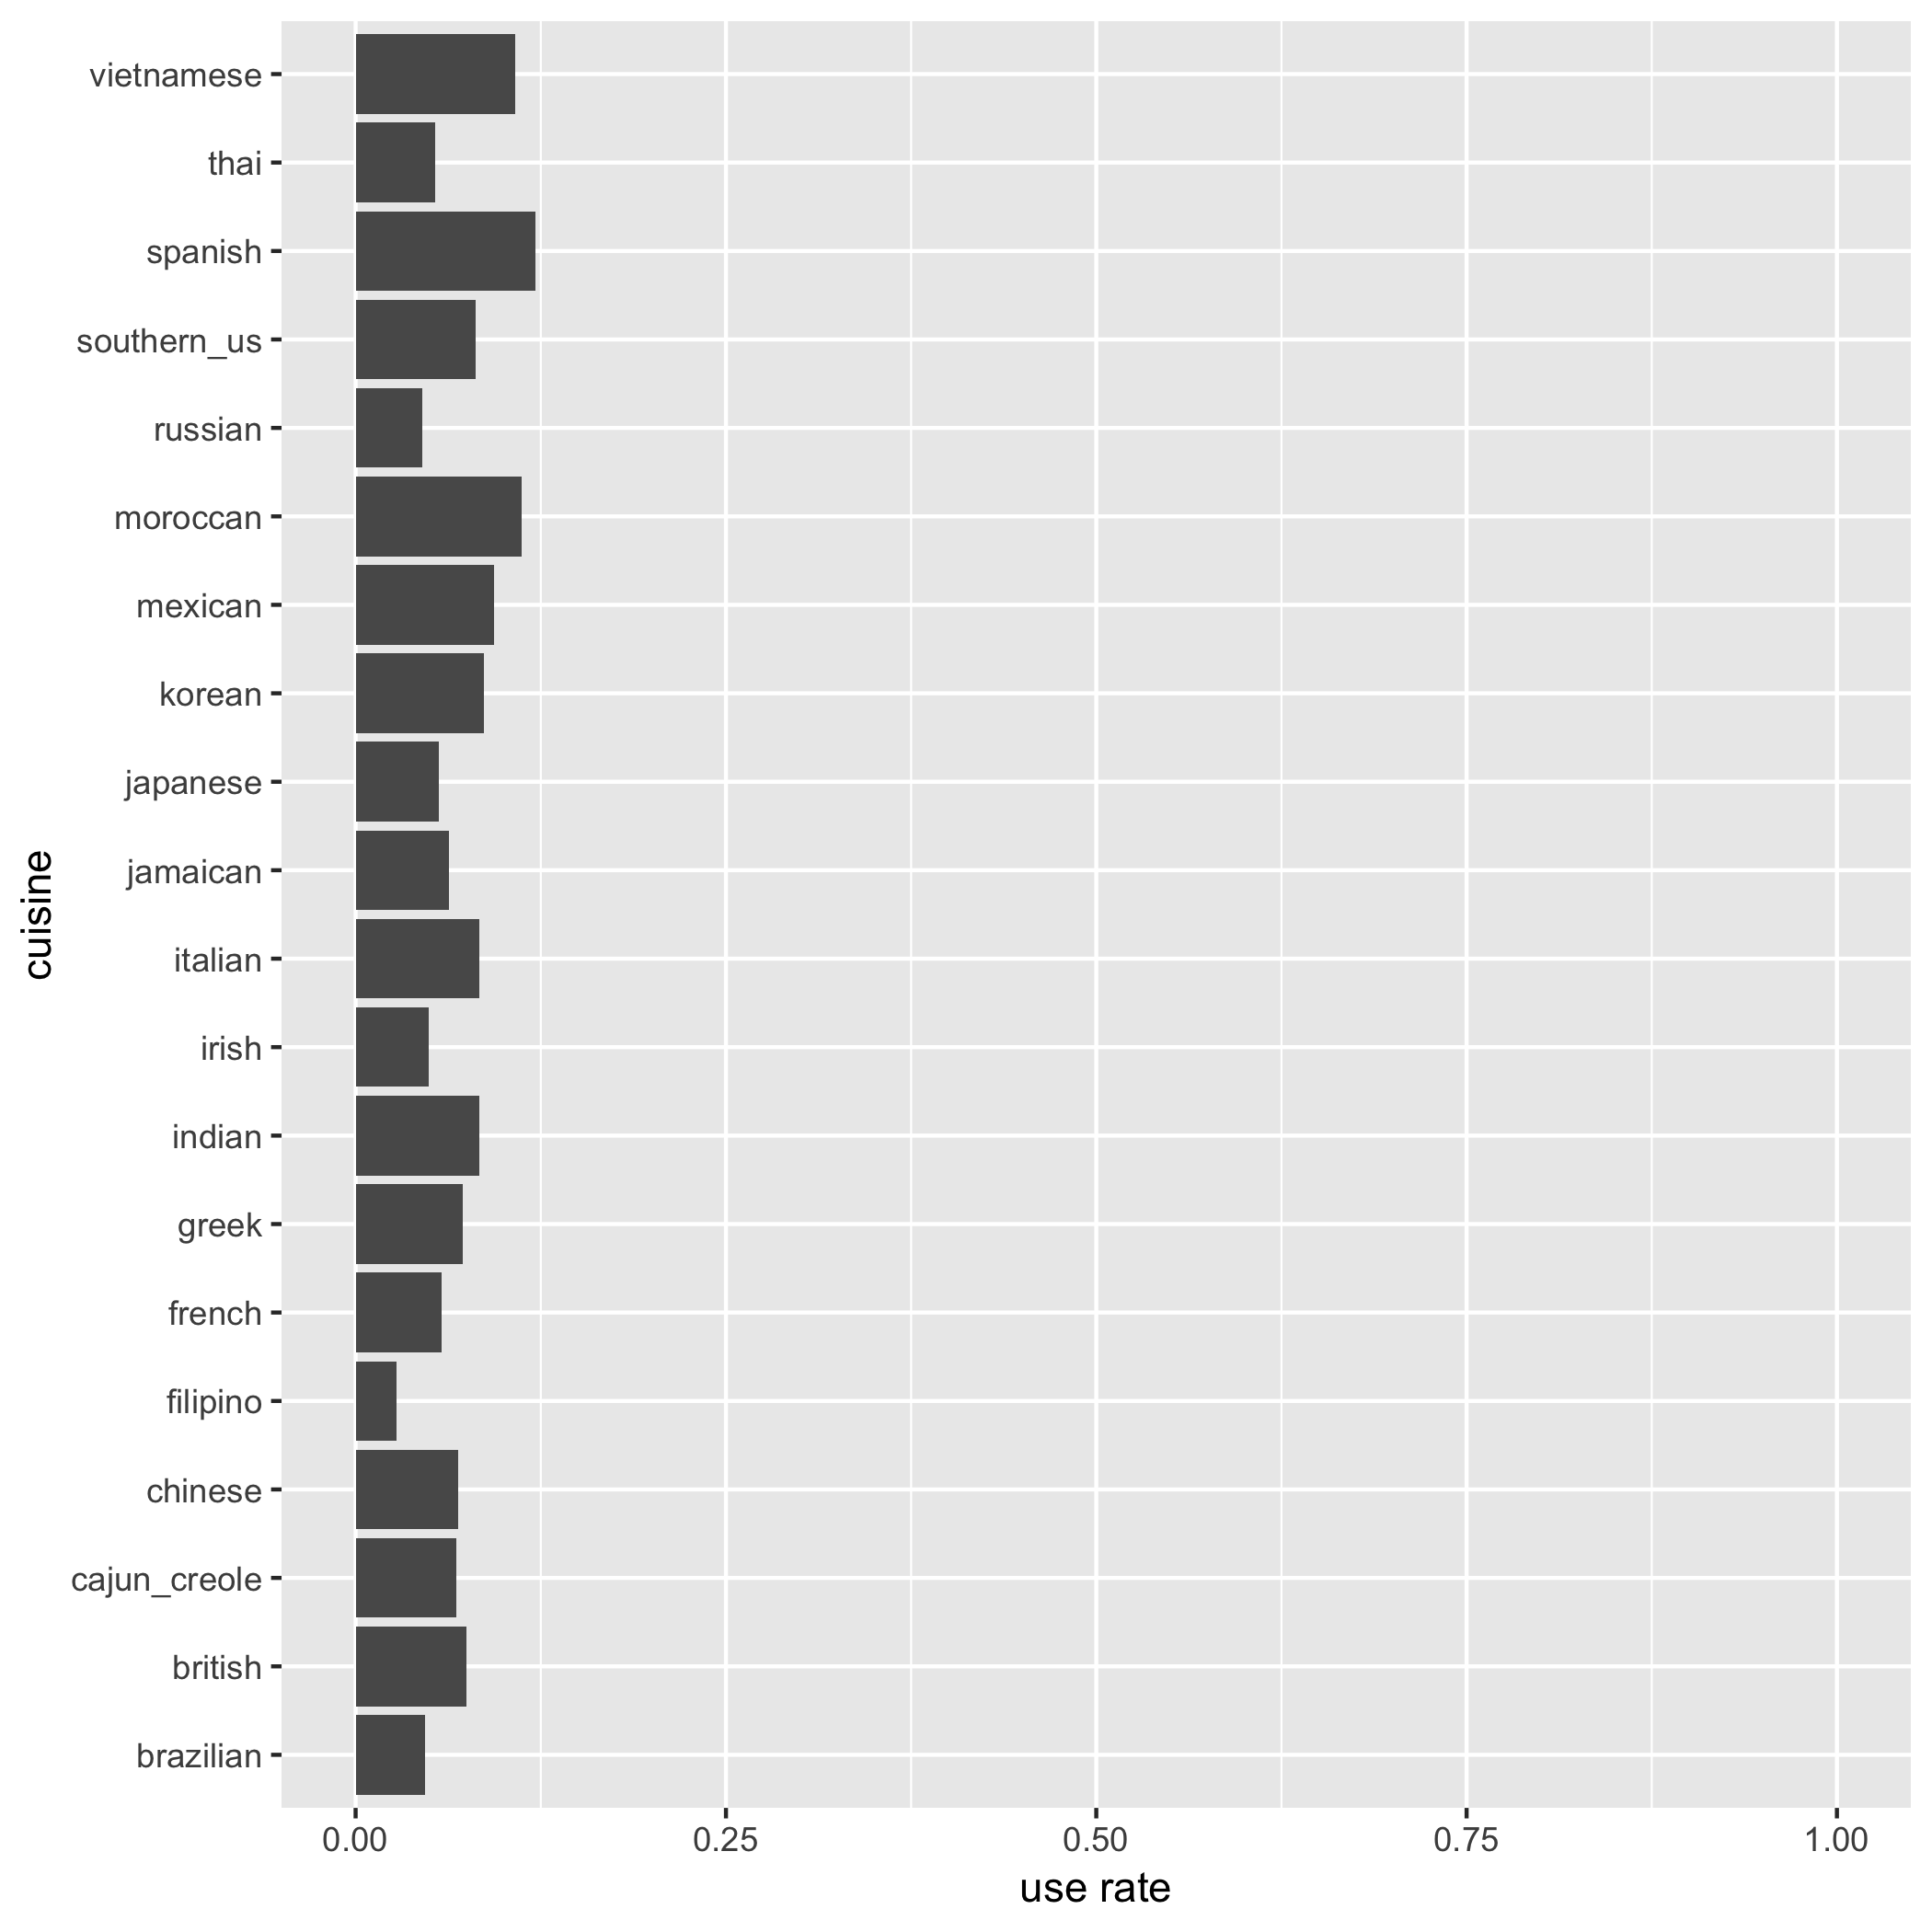 vietnamese
thai
spanish
southern_us
russian
moroccan
mexican
korean
japanese
jamaican
italian
irish
indian
greek
french
filipino
chinese
cajun_creole
british
brazilian
cuisine
0.00 0.25 0.50 0.75 1.00
use rate